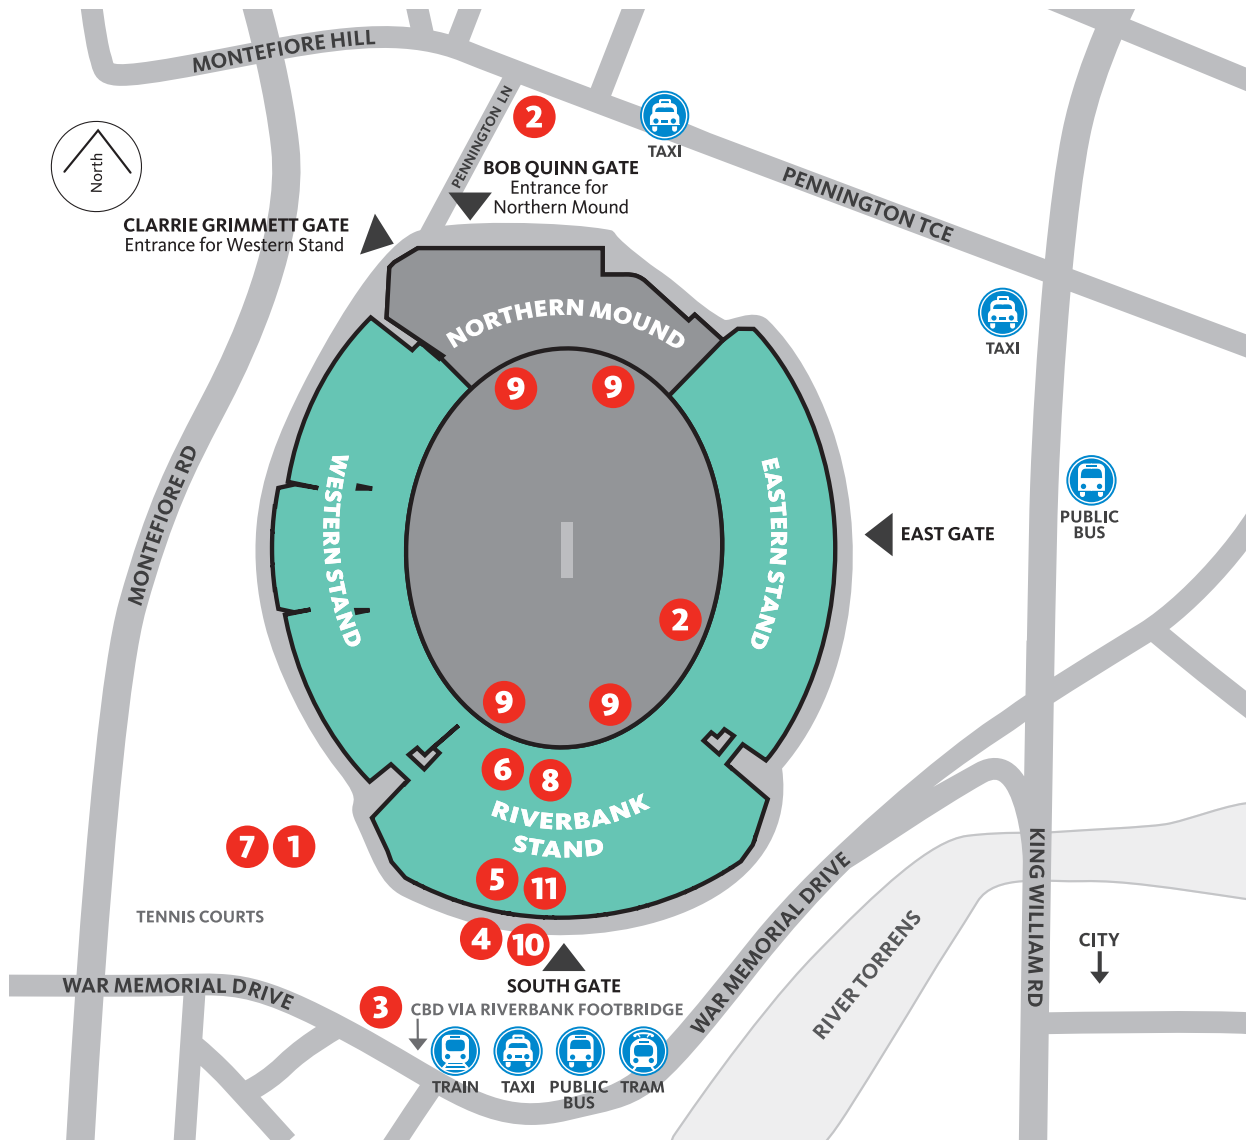 MONTEFIORE HILL
PENNINGTON LN
2
TAXI
North
BOB QUINN GATE
Entrance for
Northern Mound
PENNINGTON TCE
CLARRIE GRIMMETT GATE
Entrance for Western Stand
NORTHERN MOUND
TAXI
9
9
MONTEFIORE RD
WESTERN STAND
EASTERN STAND
PUBLIC
BUS
EAST GATE
2
9
9
6
8
RIVERBANK
STAND
7
1
5
11
KING WILLIAM RD
WAR MEMORIAL DRIVE
TENNIS COURTS
4
10
RIVER TORRENS
CITY
SOUTH GATE
WAR MEMORIAL DRIVE
3
CBD VIA RIVERBANK FOOTBRIDGE
TRAIN
TAXI
PUBLIC
BUS
TRAM